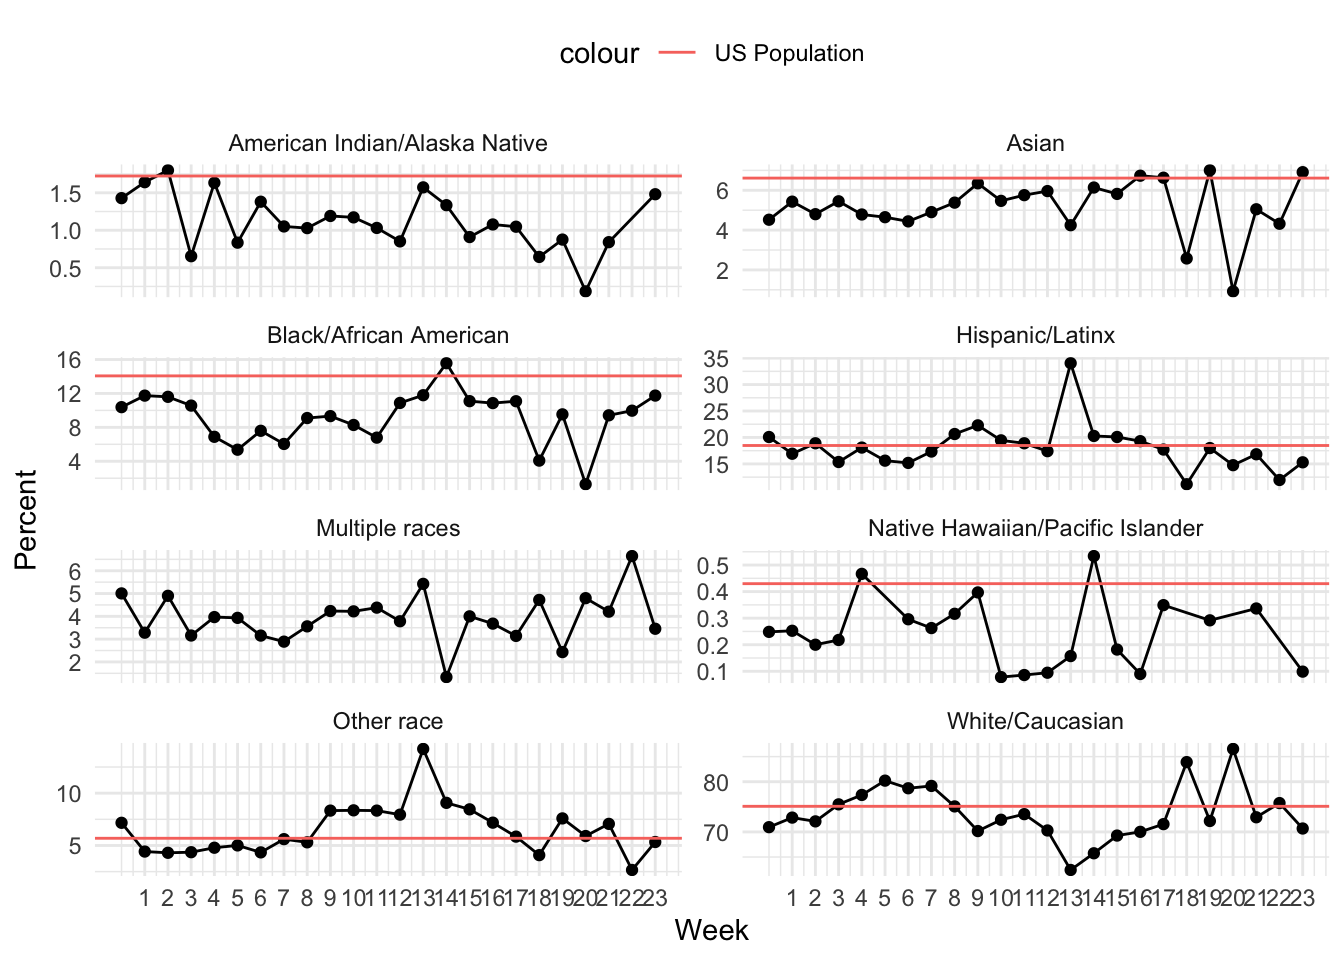 colour US Population
American Indian/Alaska Native
Asian
1.5
1.0
0.5
6
4
2
Black/African American
Hispanic/Latinx
16
12
8
4
35
30
25
20
15
Percent
Multiple races
Native Hawaiian/Pacific Islander
6
5
4
3
2
0.5
0.4
0.3
0.2
0.1
Other race
White/Caucasian
10
5
80
70
1 2 3 4 5 6 7 8 9 10 11 12 13 14 15 16 17 18 19 20 21 22 23
1 2 3 4 5 6 7 8 9 10 11 12 13 14 15 16 17 18 19 20 21 22 23
Week